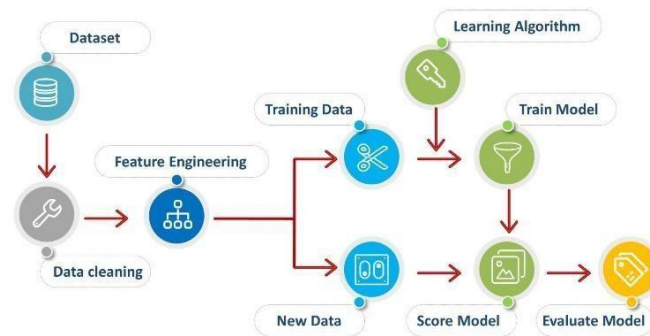 Dataset
Learning Algorithm
Training Data
Train Model
Feature Engineering
Data cleaning
New Data
Score Model
Evaluate Model